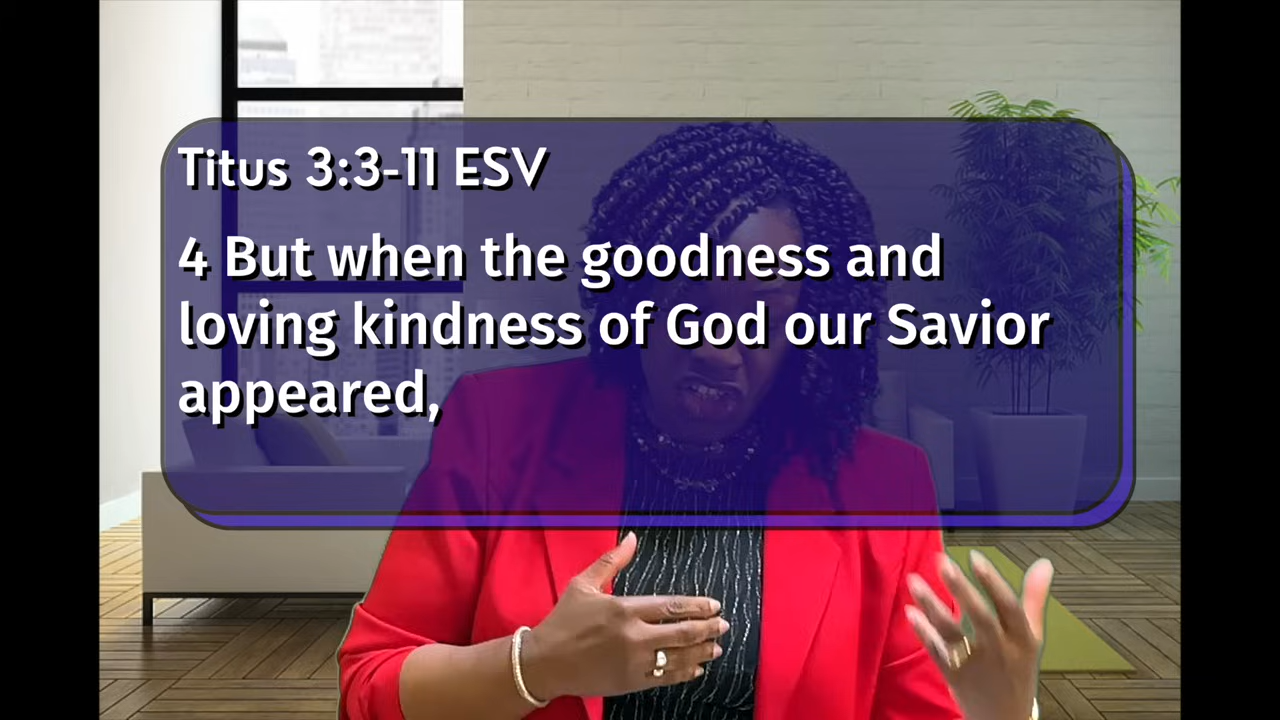 Titus 3:3-11 ESV
4 But when the goodness and
loving kindness of God our Savior
appeared,